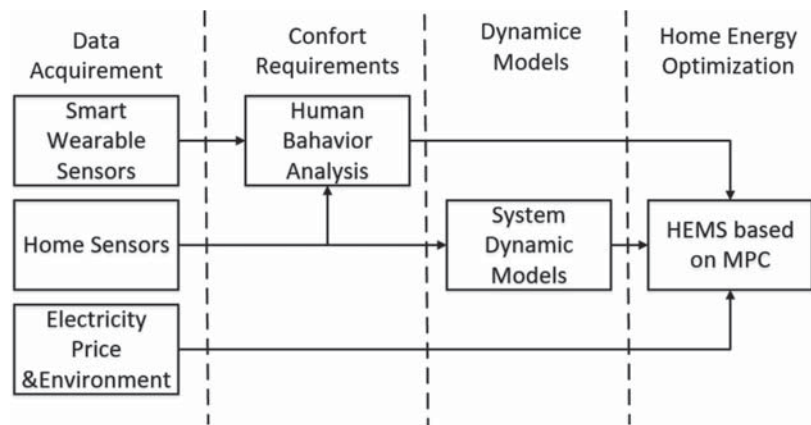 Data
Acquirement
Confort
Requirements
Dynamice
Models
Home Energy
Optimization
Smart
Wearable
Sensors
Human
Bahavior
Analysis
Home Sensors
System
Dynamic
Models
HEMS based
on MPC
Electricity
Price
&Environment